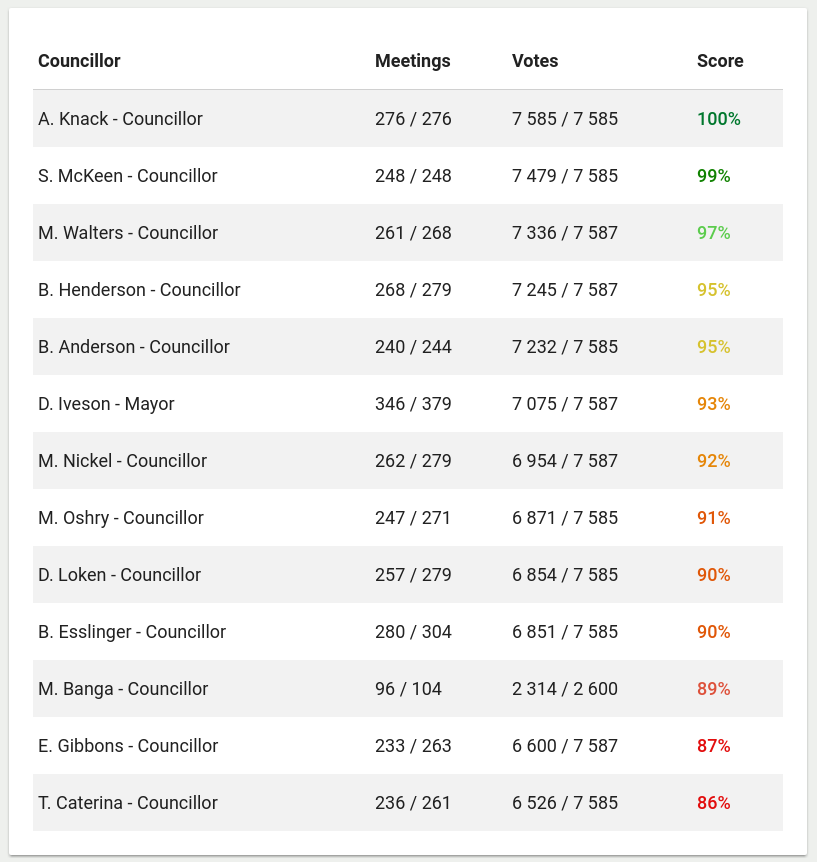 Councillor Meetings Votes Score
A. Knack - Councillor 276 / 276 7 585 / 7 585 100%
S. McKeen - Councillor 248 / 248 7 479 / 7 585 99%
M. Walters - Councillor 261 / 268 7 336 / 7 587 97%
B. Henderson - Councillor 268 / 279 7 245 / 7 587 95%
B. Anderson - Councillor 240 / 244 7 232 / 7 585 95%
D. Iveson - Mayor 346 / 379 7 075 / 7 587 93%
M. Nickel - Councillor 262 / 279 6 954 / 7 587 92%
M. Oshry - Councillor 247 / 271 6 871 / 7 585 91%
D. Loken - Councillor 257 / 279 6 854 / 7 585 90%
B. Esslinger - Councillor 280 / 304 6 851 / 7 585 90%
M. Banga - Councillor 96 / 104 2 314 / 2 600 89%
E. Gibbons - Councillor 233 / 263 6 600 / 7 587 87%
T. Caterina - Councillor 236 / 261 6 526 / 7 585 86%